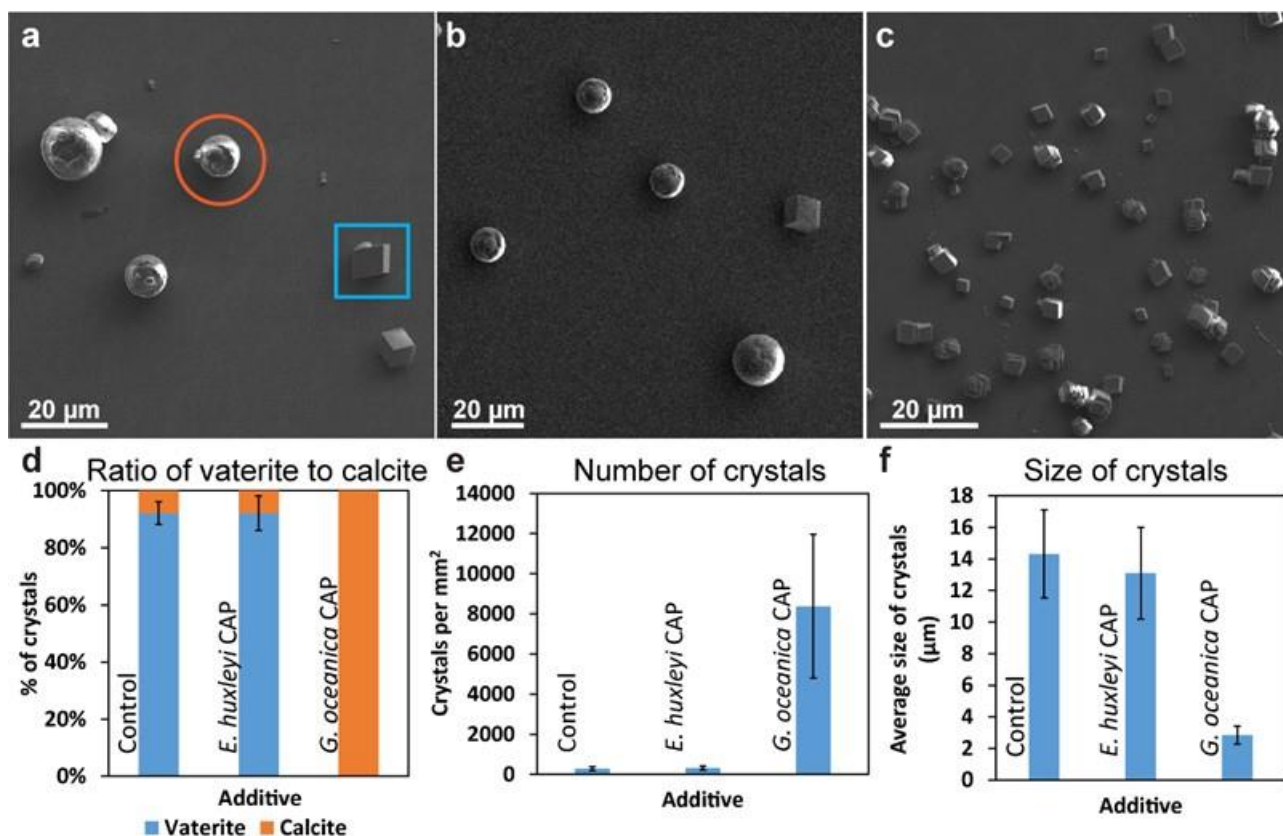 a
b
c
20 µm
20 µm
20 µm
d
Ratio of vaterite to calcite
100%
80%
60%
40%
20%
0%
% of crystals
Control
E. huxleyi CAP
G. oceanica CAP
Additive
Vaterite
Calcite
e
Number of crystals
14000
12000
10000
8000
6000
4000
2000
0
Crystals per mm²
Control
E. huxleyi CAP
G. oceanica CAP
Additive
f
Size of crystals
18
16
14
12
10
8
6
4
2
0
Average size of crystals
(µm)
Control
E. huxleyi CAP
G. oceanica CAP
Additive